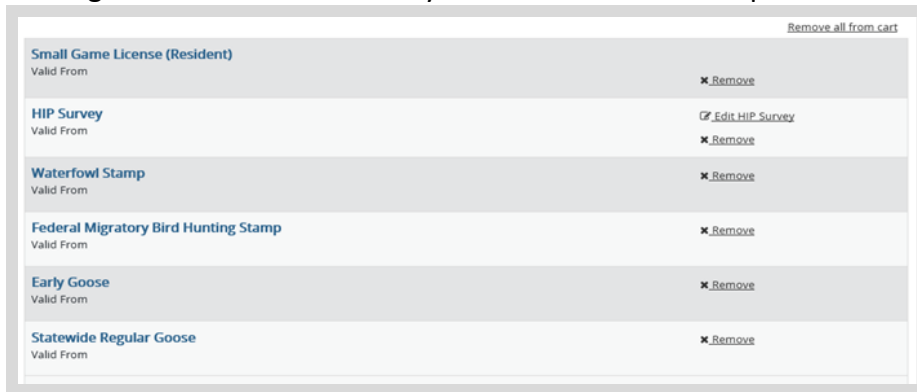 Remove all from cart
Small Game License (Resident)
Valid From
Remove
HIP Survey
Valid From
Edit HIP Survey
Remove
Waterfowl Stamp
Valid From
Remove
Federal Migratory Bird Hunting Stamp
Valid From
Remove
Early Goose
Valid From
Remove
Statewide Regular Goose
Valid From
Remove